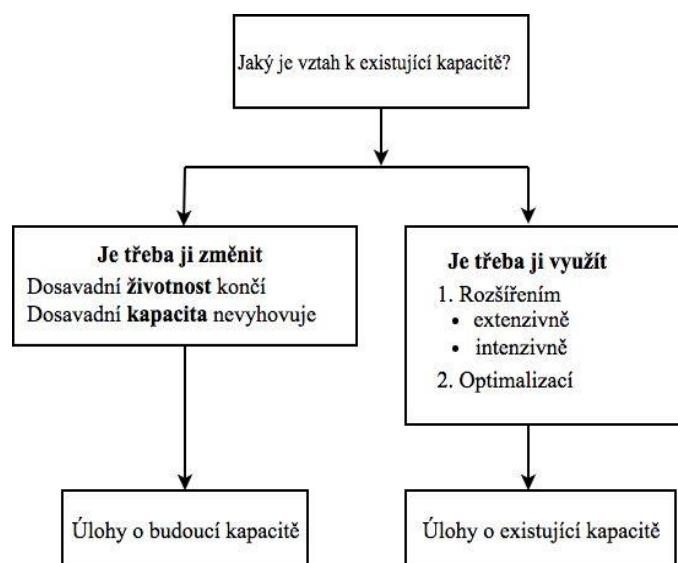 Jaký je vztah k existující kapacitě?
Je třeba ji změnit
Dosavadní životnost končí
Dosavadní kapacita nevyhovuje
Je třeba ji využít
1. Rozšířením
• extenzivně
• intenzivně
2. Optimalizací
Úlohy o budoucí kapacitě
Úlohy o existující kapacitě